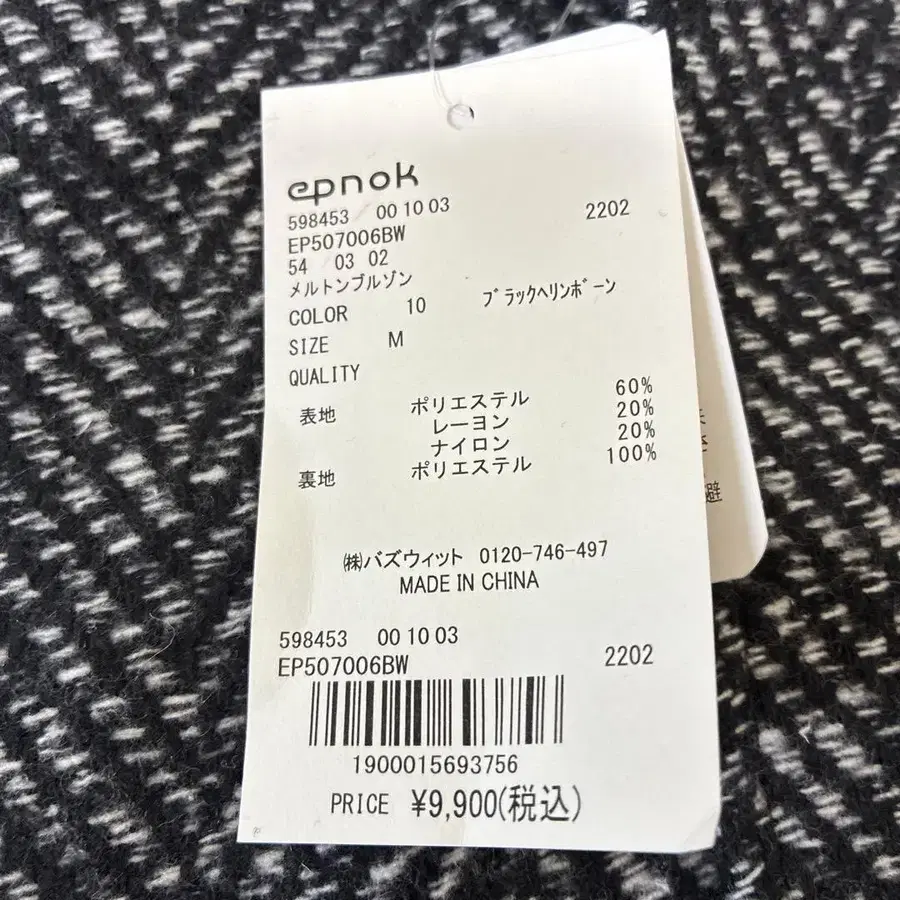 epnok
598453 00 10 03
EP507006BW 2202
54 03 02
メルトンブルゾン
COLOR 10 ブラックヘリンボーン
SIZE M
QUALITY
表地 ポリエステル 60%
レーヨン 20%
ナイロン 20%
裏地 ポリエステル 100%
㈱バズウィット 0120-746-497
MADE IN CHINA
598453 00 10 03
EP507006BW 2202
1900015693756
PRICE ¥9,900(税込)
避